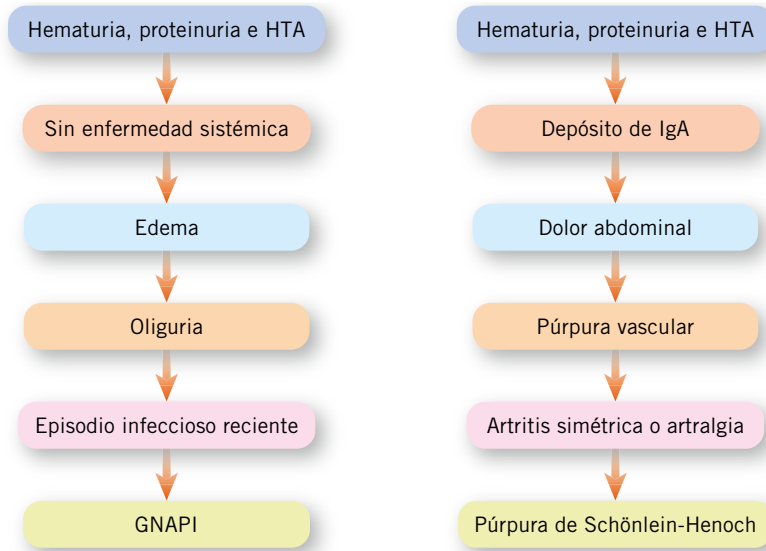 Hematuria, proteinuria e HTA
Sin enfermedad sistémica
Edema
Oliguria
Episodio infeccioso reciente
GNAPI
Hematuria, proteinuria e HTA
Depósito de IgA
Dolor abdominal
Púrpura vascular
Artritis simétrica o artralgia
Púrpura de Schönlein-Henoch